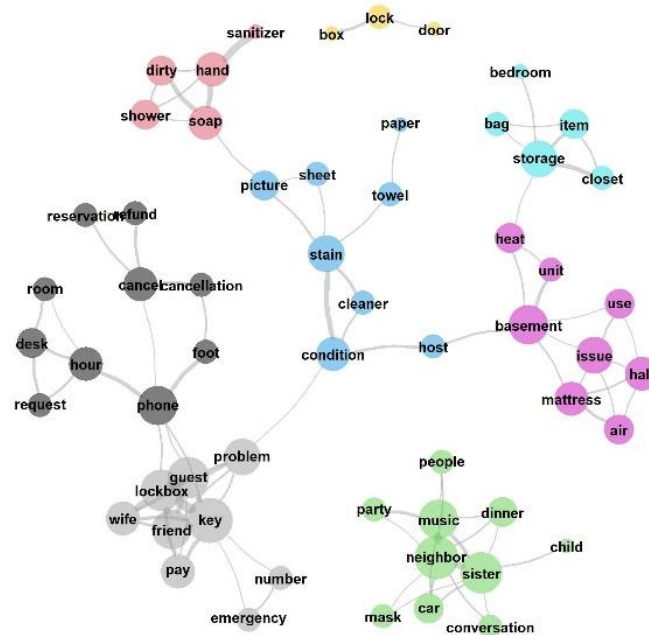 sanitizer
lock
box
door
dirty
hand
bedroom
shower
soap
paper
bag
item
storage
picture
sheet
towel
closet
reservation
refund
stain
heat
room
cancel
cancellation
cleaner
unit
use
desk
hour
foot
condition
host
basement
issue
request
phone
mattress
hall
air
problem
people
guest
lockbox
party
music
dinner
wife
friend
key
neighbor
child
pay
number
sister
emergency
mask
car
conversation